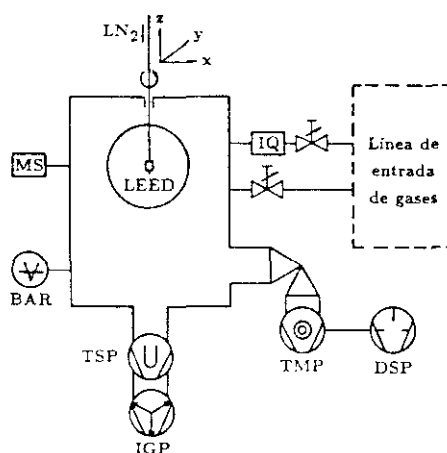 LN₂
z
y
x
MS
LEED
IQ
Línea de
entrada
de gases
BAR
TSP
U
TMP
DSP
IGP